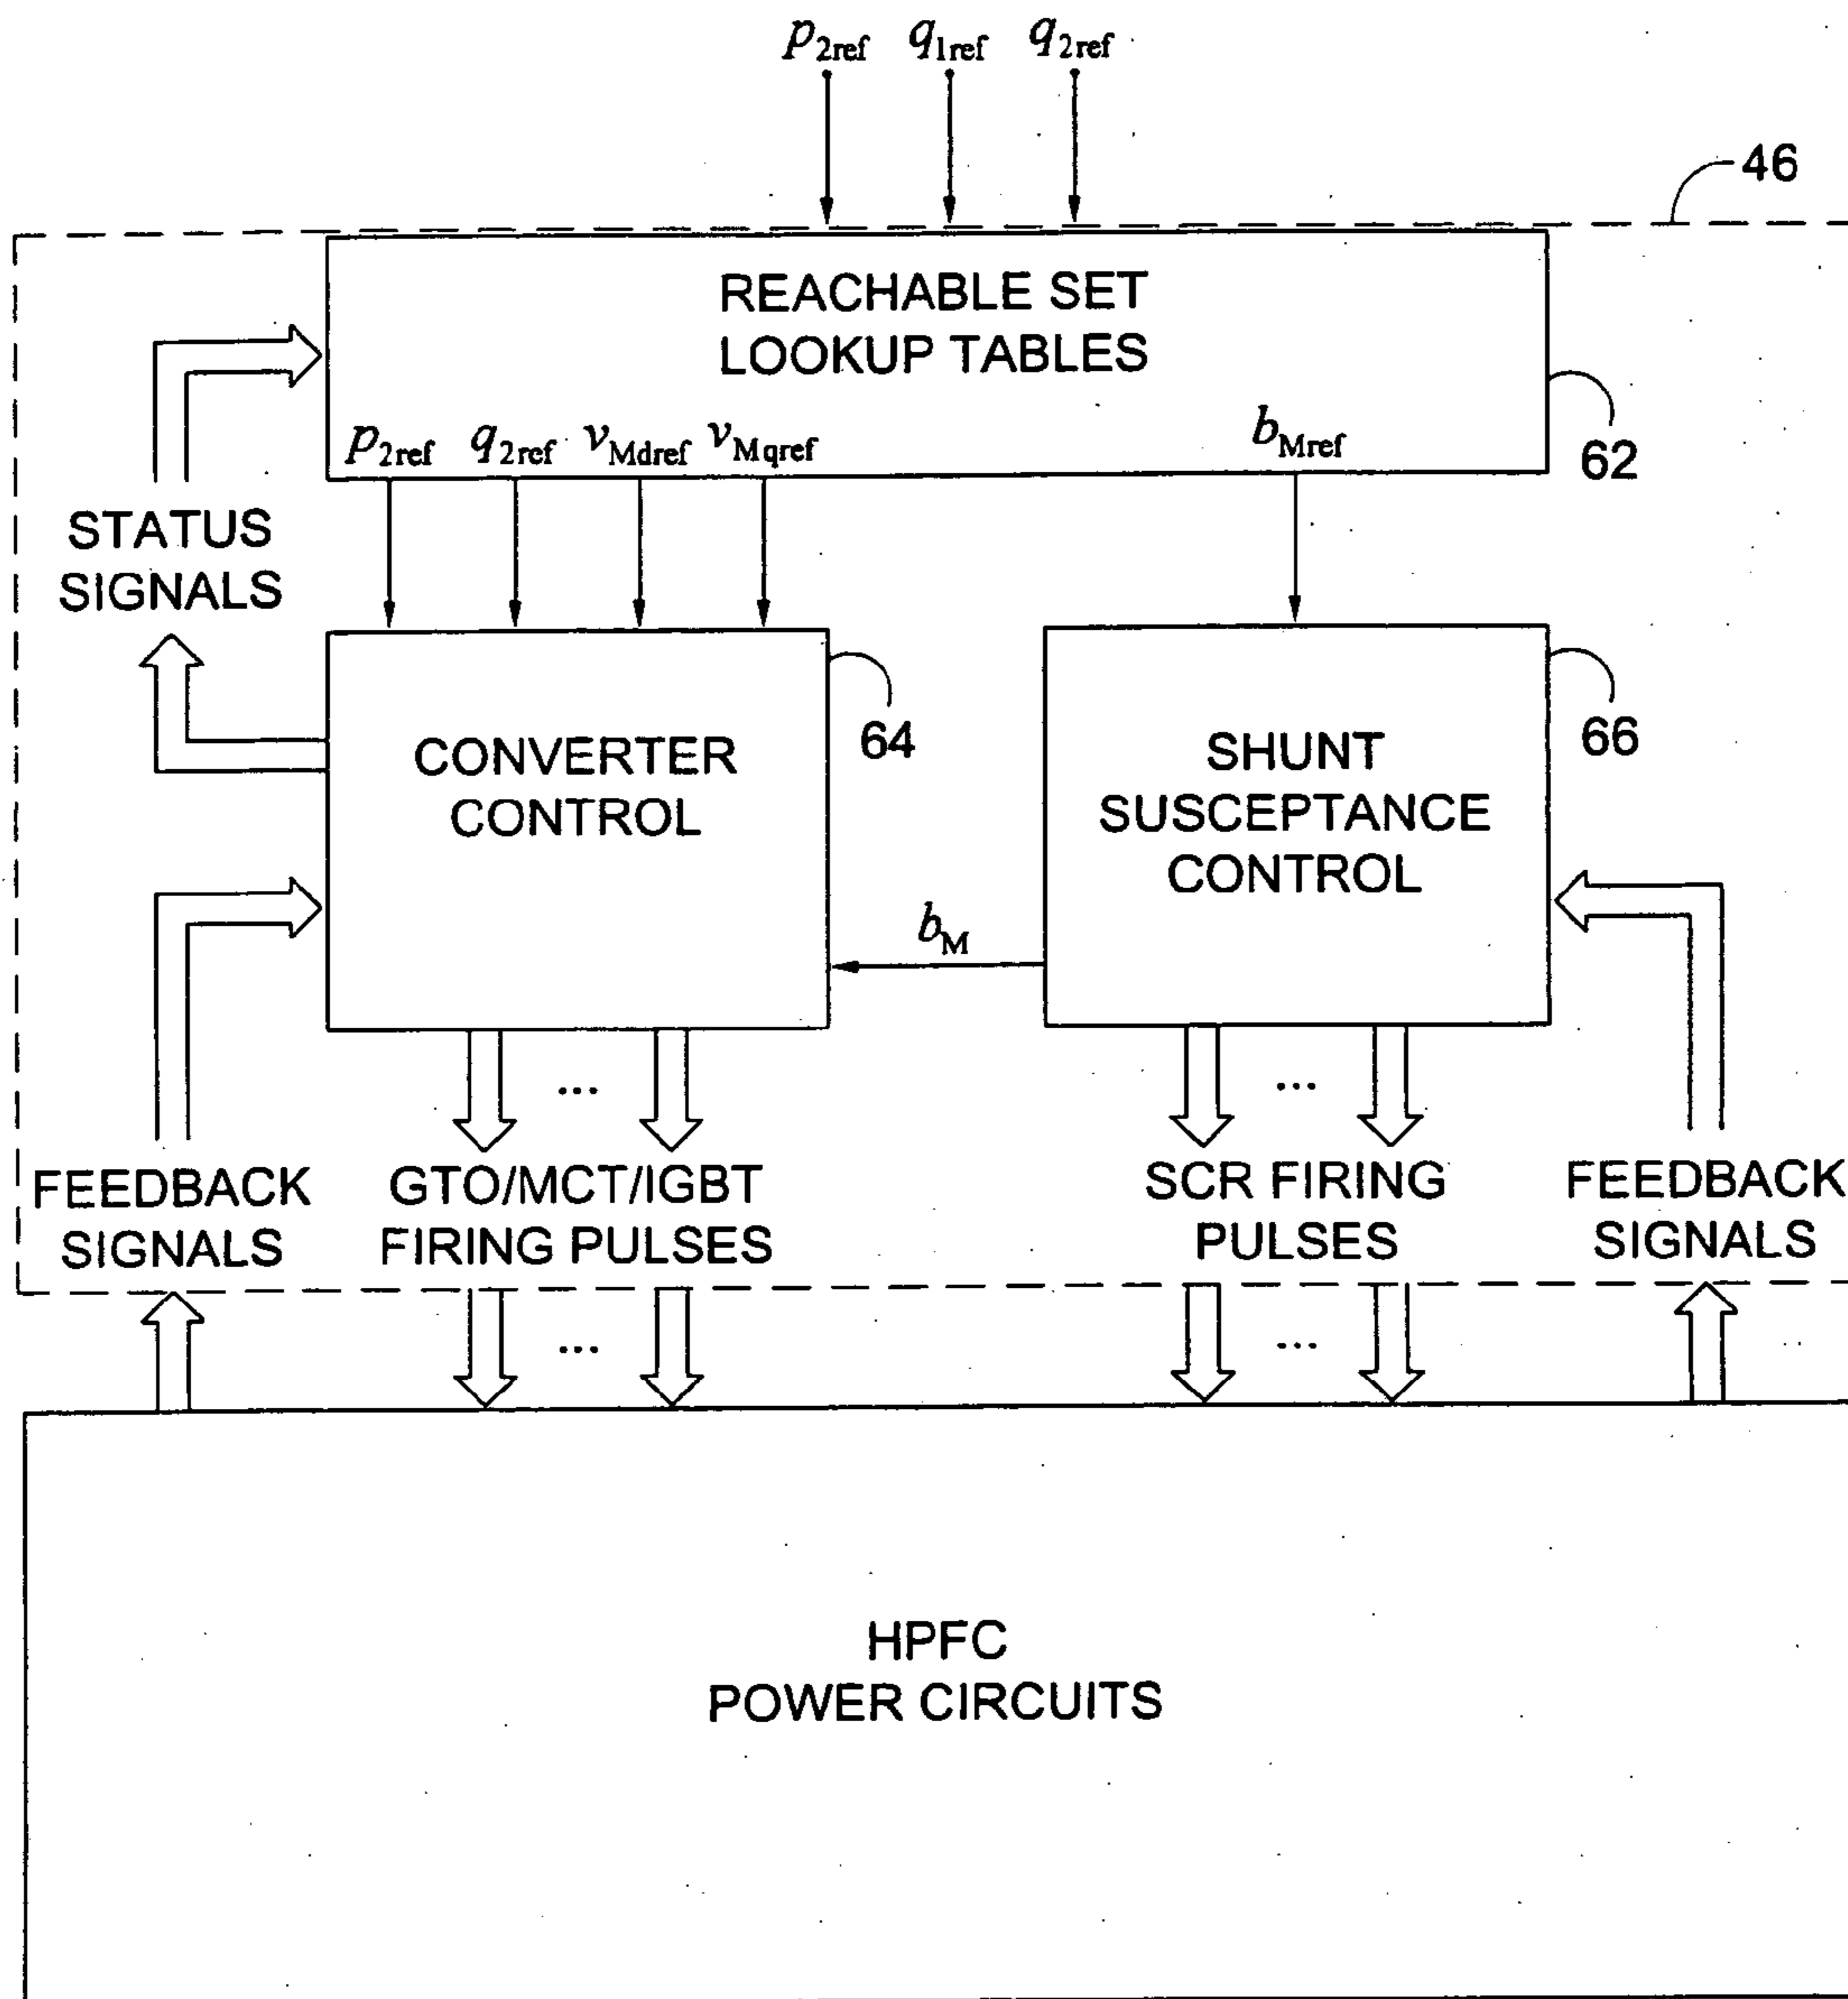 p2ref q1ref q2ref
46
REACHABLE SET
LOOKUP TABLES
p2ref q2ref vMdref vMqref bMref
62
STATUS
SIGNALS
64
66
CONVERTER
CONTROL
SHUNT
SUSCEPTANCE
CONTROL
bM
FEEDBACK
SIGNALS
GTO/MCT/IGBT
FIRING PULSES
SCR FIRING
PULSES
FEEDBACK
SIGNALS
...
...
...
...
HPFC
POWER CIRCUITS